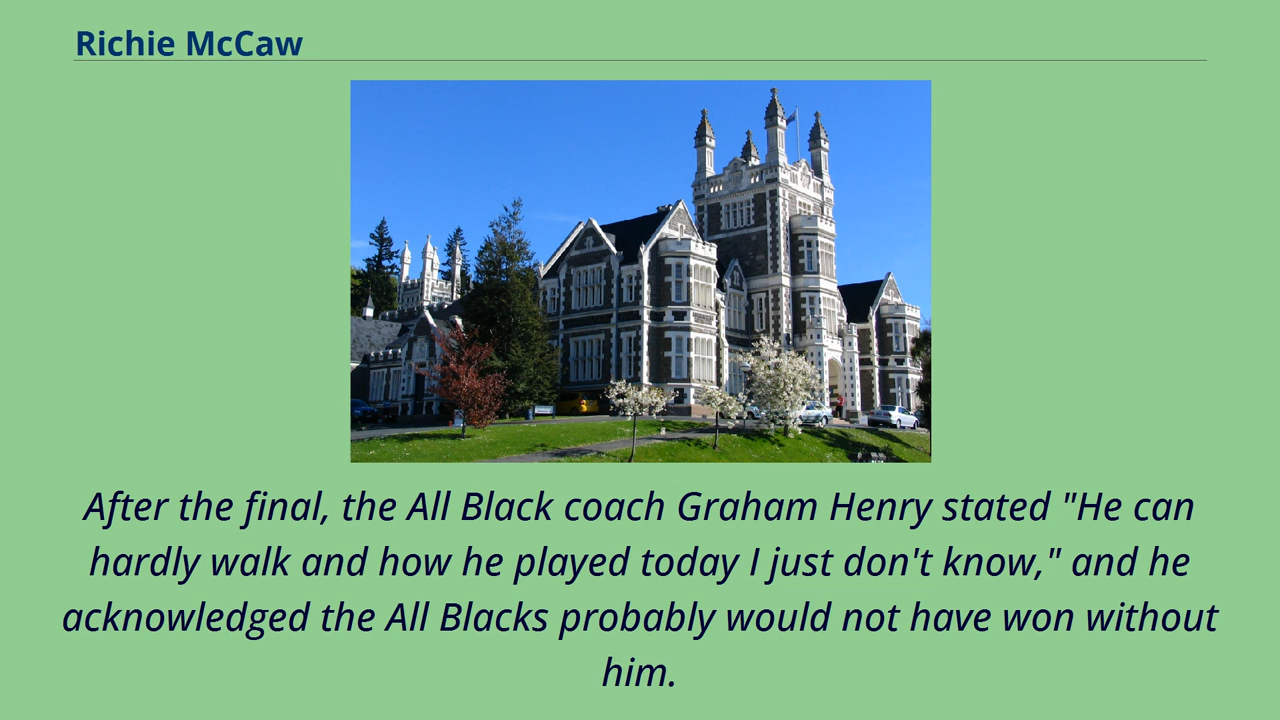 Richie McCaw
After the final, the All Black coach Graham Henry stated "He can
hardly walk and how he played today I just don't know," and he
acknowledged the All Blacks probably would not have won without
him.